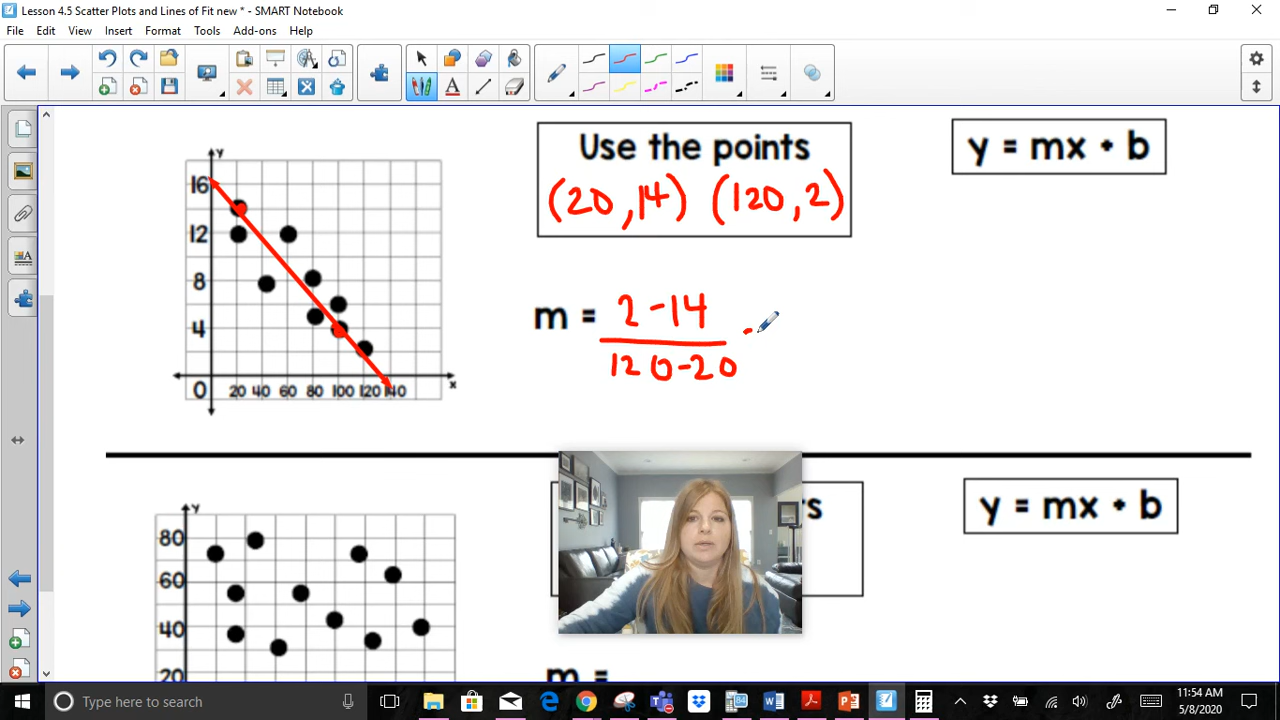 Lesson 4.5 Scatter Plots and Lines of Fit new * - SMART Notebook
File Edit View Insert Format Tools Add-ons Help
A
y
16
12
8
4
0
20 40 60 80 100 120 140
x
Use the points
(20,14) (120,2)
y = mx + b
m = 2-14
120-20
y
80
60
40
20
ts
y = mx + b
m =
Type here to search
11:54 AM
5/8/2020